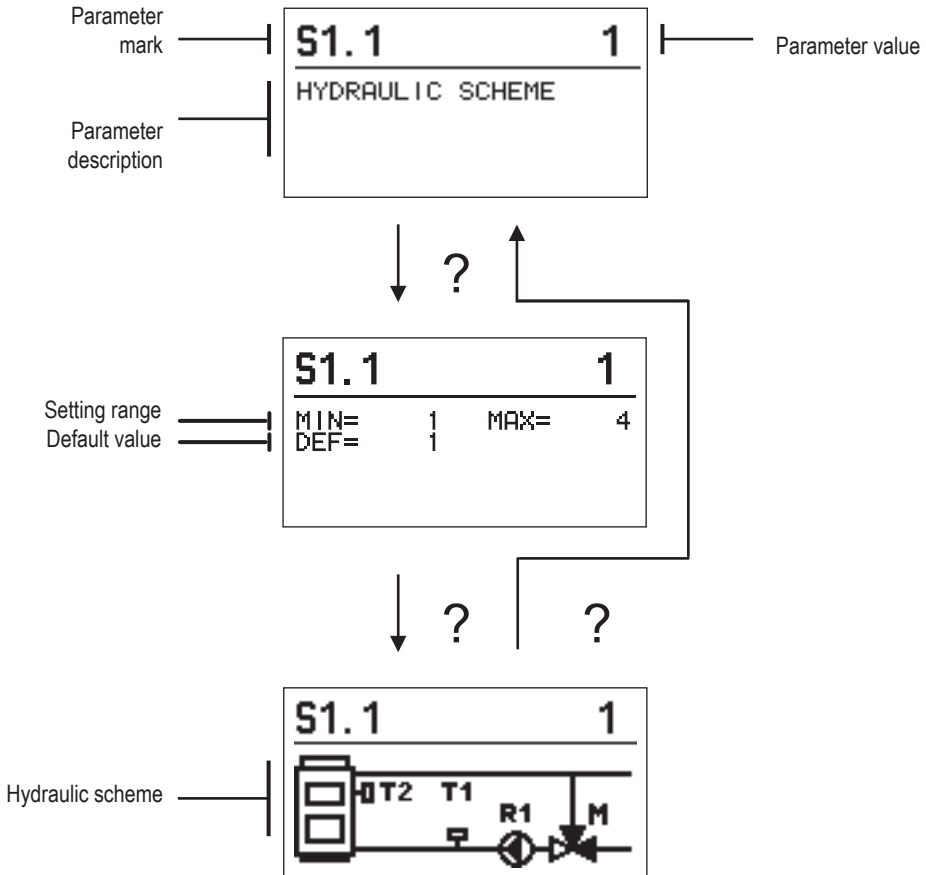 Parameter
mark
S1.1 1
Parameter value
HYDRAULIC SCHEME
Parameter
description
?
S1.1 1
Setting range
MIN= 1 MAX= 4
Default value
DEF= 1
? ?
S1.1 1
Hydraulic scheme
T2 T1
R1 M